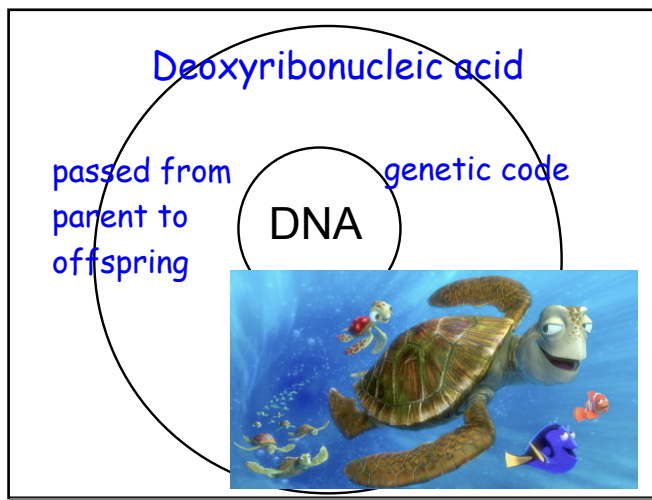 Deoxyribonucleic acid
passed from
parent to
offspring
genetic code
DNA